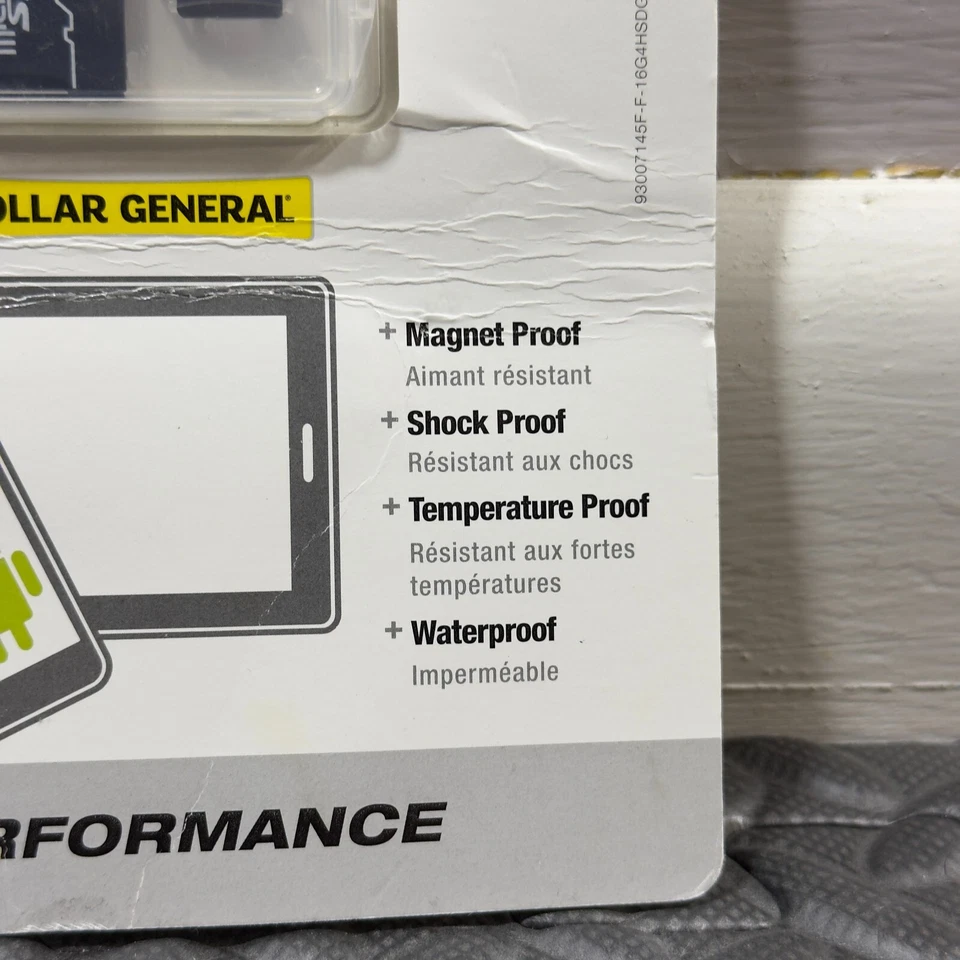 93007145F-F-16G4HSDG
OLLAR GENERAL
+ Magnet Proof
Aimant résistant
+ Shock Proof
Résistant aux chocs
+ Temperature Proof
Résistant aux fortes
températures
+ Waterproof
Imperméable
RFORMANCE